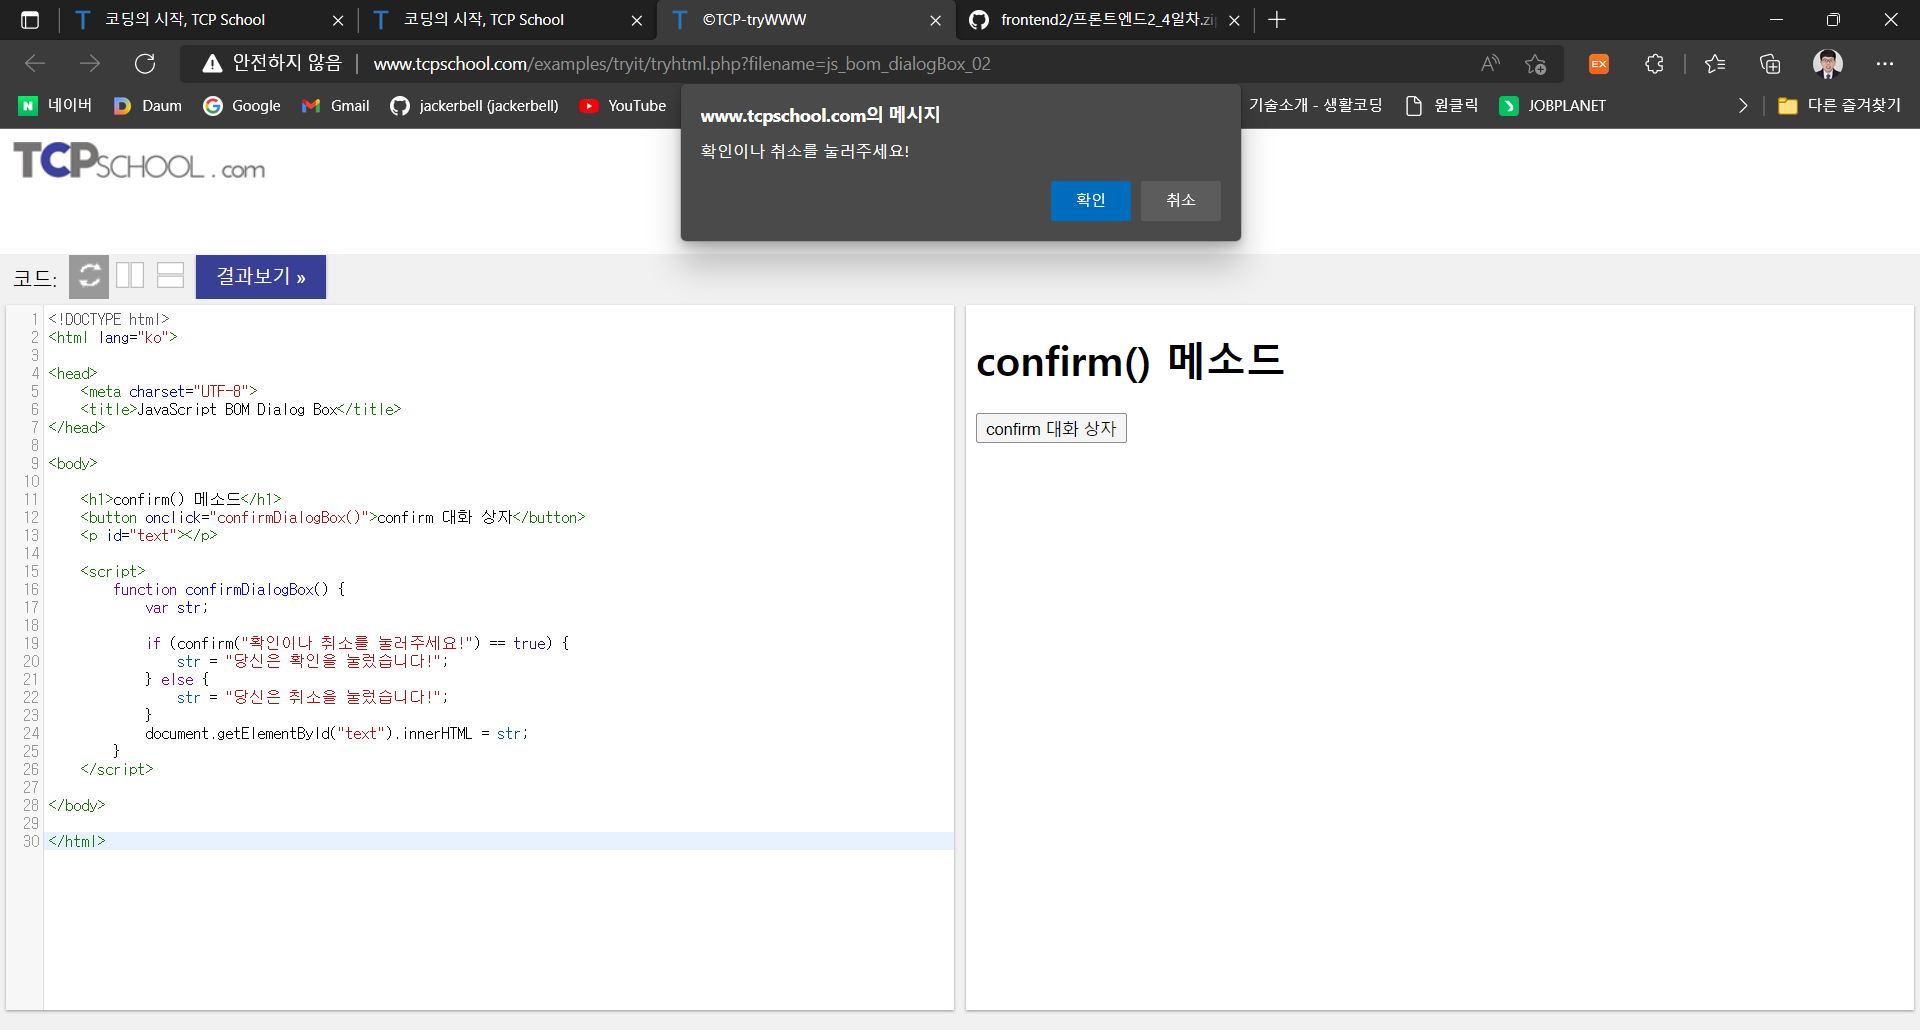 코딩의 시작, TCP School
코딩의 시작, TCP School
©TCP-tryWWW
frontend2/프론트엔드2_4일차.zi
안전하지 않음
www.tcpschool.com/examples/tryit/tryhtml.php?filename=js_bom_dialogBox_02
EX
네이버
Daum
Google
Gmail
jackerbell (jackerbell)
YouTube
기술소개 - 생활코딩
원클릭
JOBPLANET
다른 즐겨찾기
www.tcpschool.com의 메시지
확인이나 취소를 눌러주세요!
확인
취소
TCPSCHOOL.com
코드:
결과보기 »
1 <!DOCTYPE html>
2 <html lang="ko">
3
4 <head>
5     <meta charset="UTF-8">
6     <title>JavaScript BOM Dialog Box</title>
7 </head>
8
9 <body>
10
11     <h1>confirm() 메소드</h1>
12     <button onclick="confirmDialogBox()">confirm 대화 상자</button>
13     <p id="text"></p>
14
15     <script>
16         function confirmDialogBox() {
17             var str;
18
19             if (confirm("확인이나 취소를 눌러주세요!") == true) {
20                 str = "당신은 확인을 눌렀습니다!";
21             } else {
22                 str = "당신은 취소을 눌렀습니다!";
23             }
24             document.getElementById("text").innerHTML = str;
25         }
26     </script>
27
28 </body>
29
30 </html>
confirm() 메소드
confirm 대화 상자